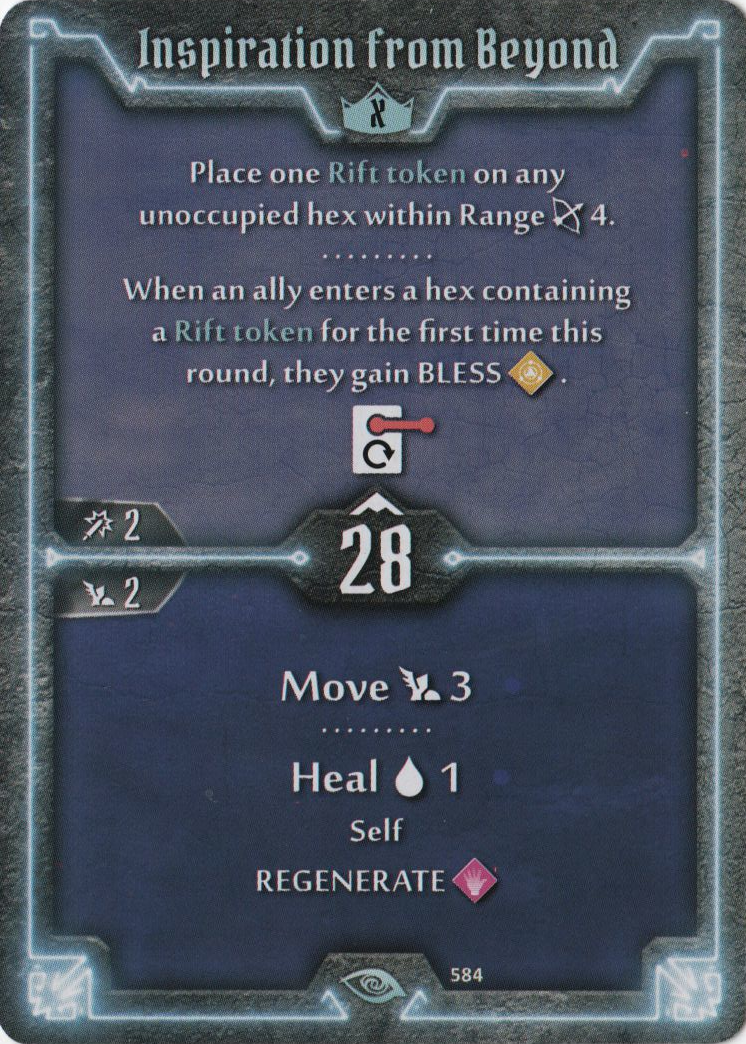 Inspiration from Beyond
X
Place one Rift token on any
unoccupied hex within Range 4.
When an ally enters a hex containing
a Rift token for the first time this
round, they gain BLESS .
2
28
2
Move 3
Heal 1
Self
REGENERATE
584